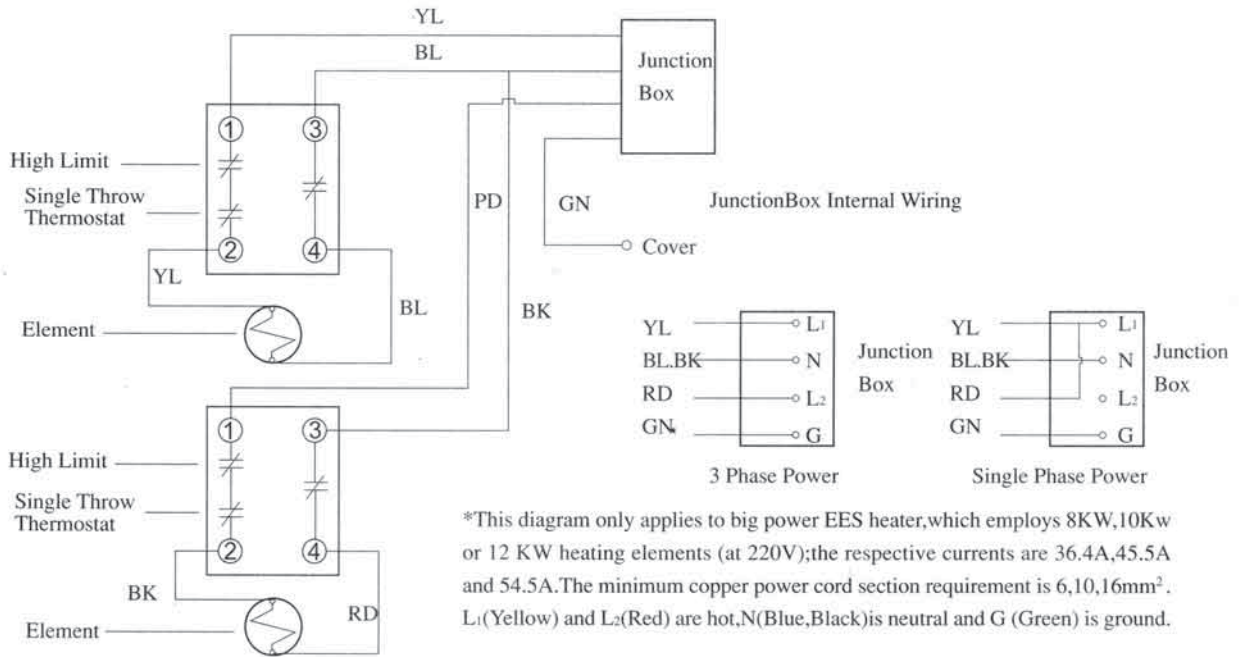 YL
BL
Junction
Box
1
3
High Limit
Single Throw
Thermostat
2
4
YL
BL
Element
PD
BK
GN
JunctionBox Internal Wiring
Cover
1
3
High Limit
Single Throw
Thermostat
2
4
BK
RD
Element
YL
L1
BL.BK
N
RD
L2
GN
G
Junction
Box
3 Phase Power
YL
L1
BL.BK
N
RD
L2
GN
G
Junction
Box
Single Phase Power
*This diagram only applies to big power EES heater,which employs 8KW,10Kw
or 12 KW heating elements (at 220V);the respective currents are 36.4A,45.5A
and 54.5A.The minimum copper power cord section requirement is 6,10,16mm².
L1(Yellow) and L2(Red) are hot,N(Blue,Black)is neutral and G (Green) is ground.